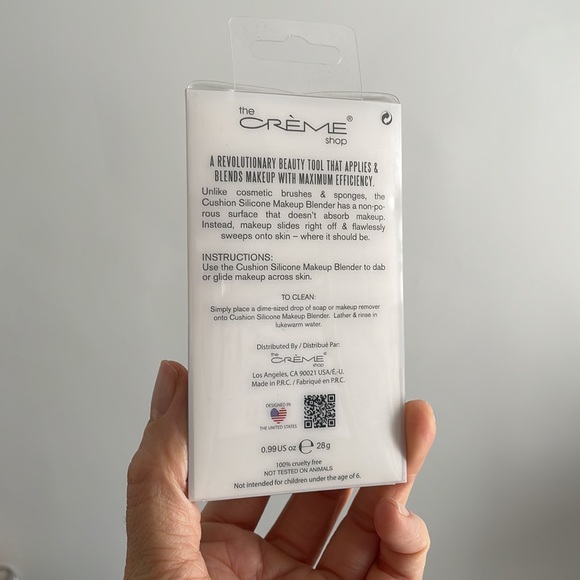 the
CRÈME®
shop
A REVOLUTIONARY BEAUTY TOOL THAT APPLIES &
BLENDS MAKEUP WITH MAXIMUM EFFICIENCY.
Unlike cosmetic brushes & sponges, the
Cushion Silicone Makeup Blender has a non-po-
rous surface that doesn't absorb makeup.
Instead, makeup slides right off & flawlessly
sweeps onto skin – where it should be.
INSTRUCTIONS:
Use the Cushion Silicone Makeup Blender to dab
or glide makeup across skin.
TO CLEAN:
Simply place a dime-sized drop of soap or makeup remover
onto Cushion Silicone Makeup Blender. Lather & rinse in
lukewarm water.
Distributed By / Distribué Par:
the
CRÈME
shop
Los Angeles, CA 90021 USA/É.-U.
Made in P.R.C. / Fabriqué en P.R.C.
DESIGNED IN
THE UNITED STATES
0.99 US oz ℮ 28g
100% cruelty free
NOT TESTED ON ANIMALS
Not intended for children under the age of 6.